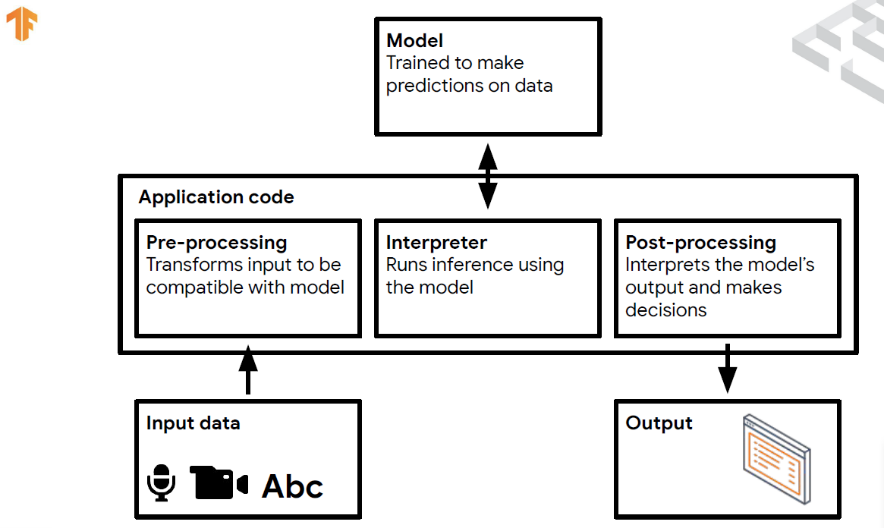 Model
Trained to make
predictions on data
Application code
Pre-processing
Transforms input to be
compatible with model
Interpreter
Runs inference using
the model
Post-processing
Interprets the model's
output and makes
decisions
Input data
Abc
Output